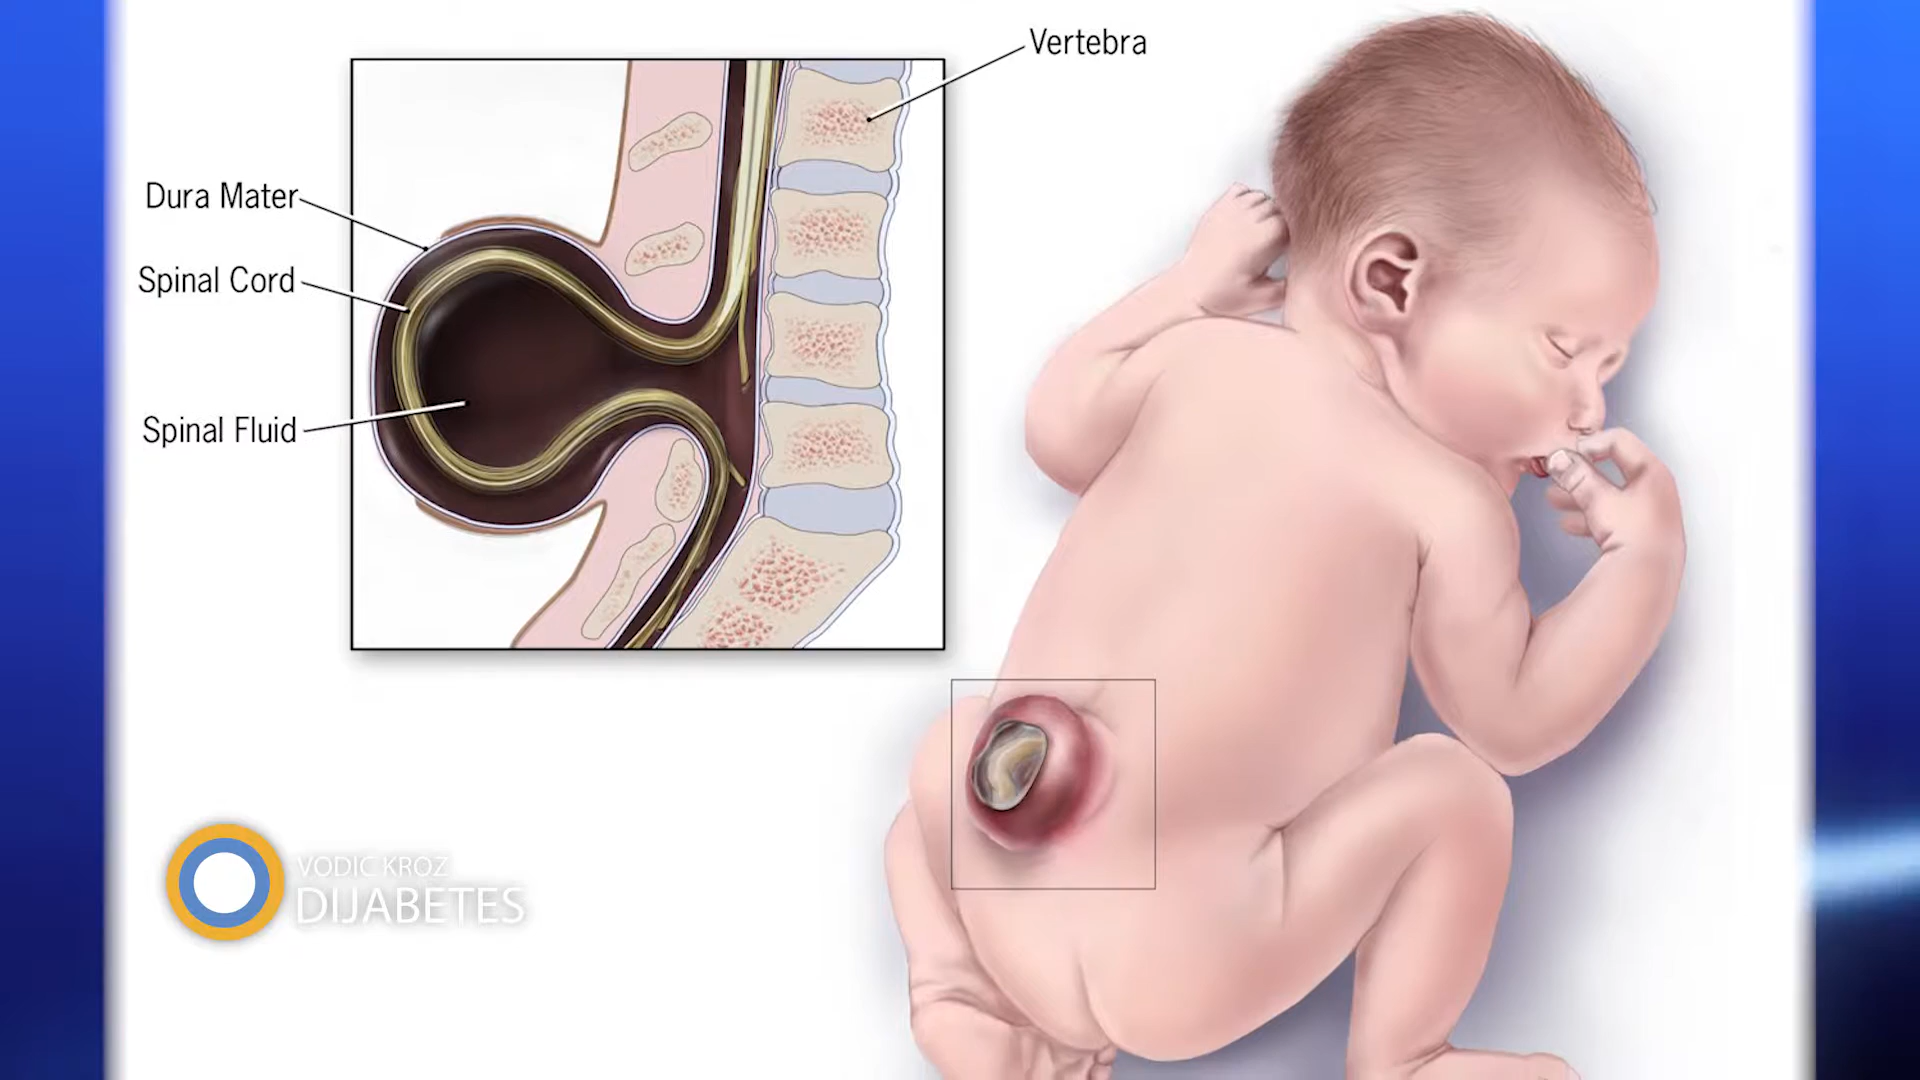 Vertebra
Dura Mater
Spinal Cord
Spinal Fluid
VODIC KROZ
DIJABETES